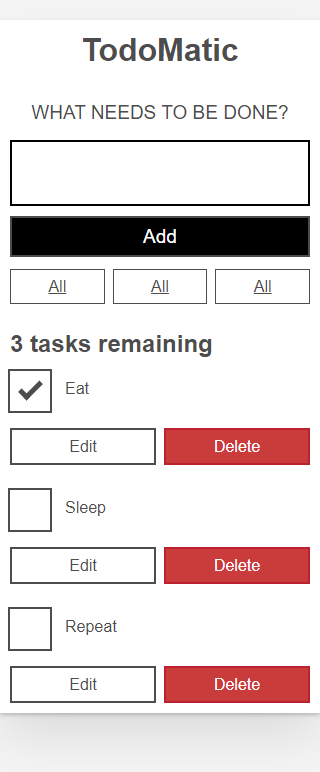 TodoMatic
WHAT NEEDS TO BE DONE?
Add
All All All
3 tasks remaining
Eat
Edit Delete
Sleep
Edit Delete
Repeat
Edit Delete